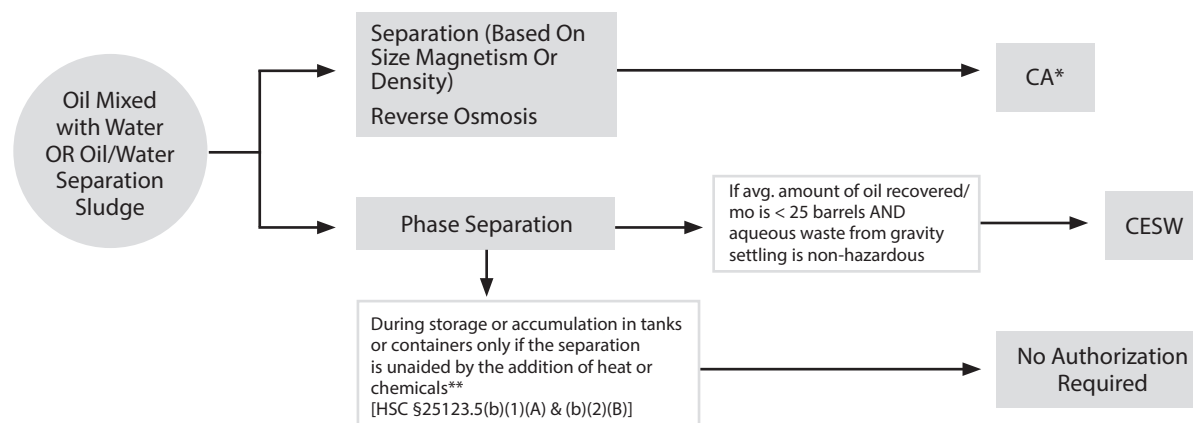 Oil Mixed
with Water
OR Oil/Water
Separation
Sludge
Separation (Based On
Size Magnetism Or
Density)
Reverse Osmosis
CA*
Phase Separation
If avg. amount of oil recovered/
mo is < 25 barrels AND
aqueous waste from gravity
settling is non-hazardous
CESW
During storage or accumulation in tanks
or containers only if the separation
is unaided by the addition of heat or
chemicals**
[HSC §25123.5(b)(1)(A) & (b)(2)(B)]
No Authorization
Required